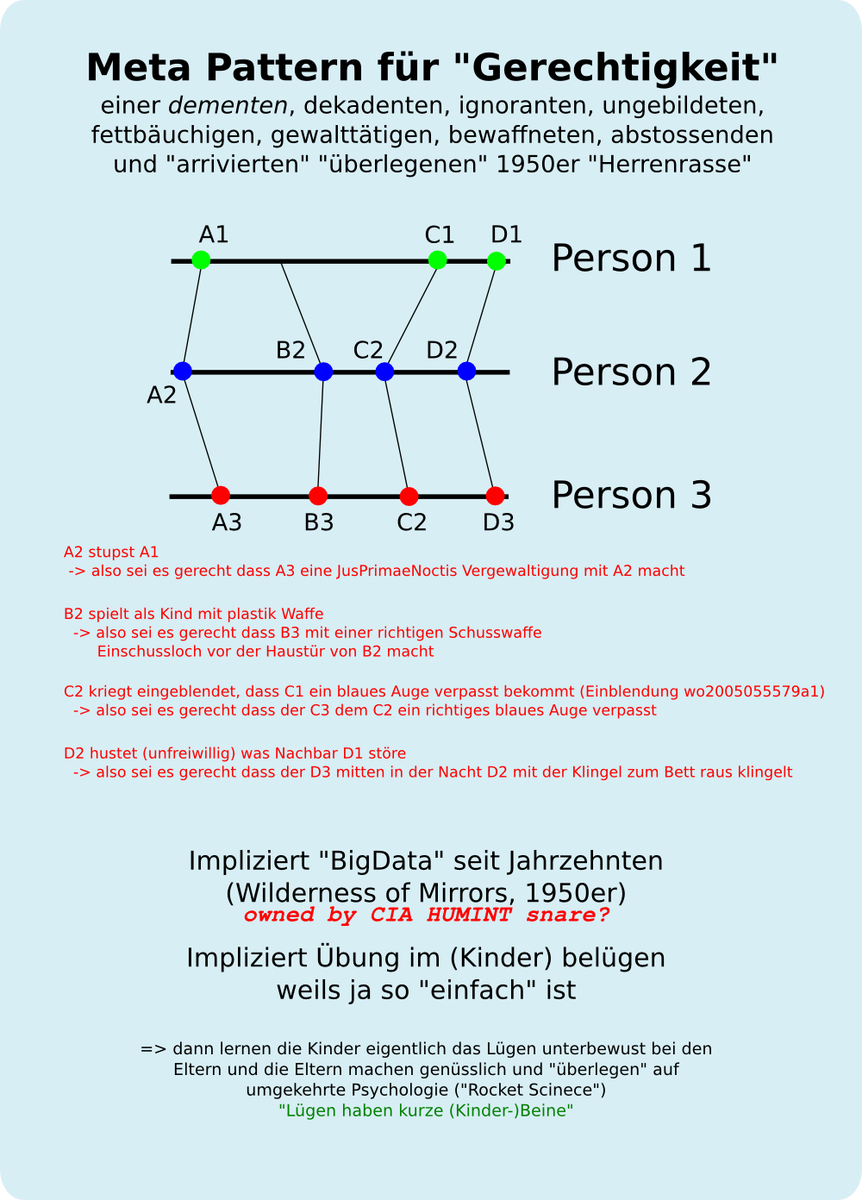 Meta Pattern für "Gerechtigkeit"
einer dementen, dekadenten, ignoranten, ungebildeten,
fettbäuchigen, gewalttätigen, bewaffneten, abstossenden
und "arrivierten" "überlegenen" 1950er "Herrenrasse"
A1
C1
D1
Person 1
B2
C2
D2
Person 2
A2
Person 3
A3
B3
C2
D3
A2 stupst A1
-> also sei es gerecht dass A3 eine JusPrimaeNoctis Vergewaltigung mit A2 macht
B2 spielt als Kind mit plastik Waffe
-> also sei es gerecht dass B3 mit einer richtigen Schusswaffe
Einschussloch vor der Haustür von B2 macht
C2 kriegt eingeblendet, dass C1 ein blaues Auge verpasst bekommt (Einblendung wo2005055579a1)
-> also sei es gerecht dass der C3 dem C2 ein richtiges blaues Auge verpasst
D2 hustet (unfreiwillig) was Nachbar D1 störe
-> also sei es gerecht dass der D3 mitten in der Nacht D2 mit der Klingel zum Bett raus klingelt
Impliziert "BigData" seit Jahrzehnten
(Wilderness of Mirrors, 1950er)
owned by CIA HUMINT snare?
Impliziert Übung im (Kinder) belügen
weils ja so "einfach" ist
=> dann lernen die Kinder eigentlich das Lügen unterbewust bei den
Eltern und die Eltern machen genüsslich und "überlegen" auf
umgekehrte Psychologie ("Rocket Scinece")
"Lügen haben kurze (Kinder-)Beine"